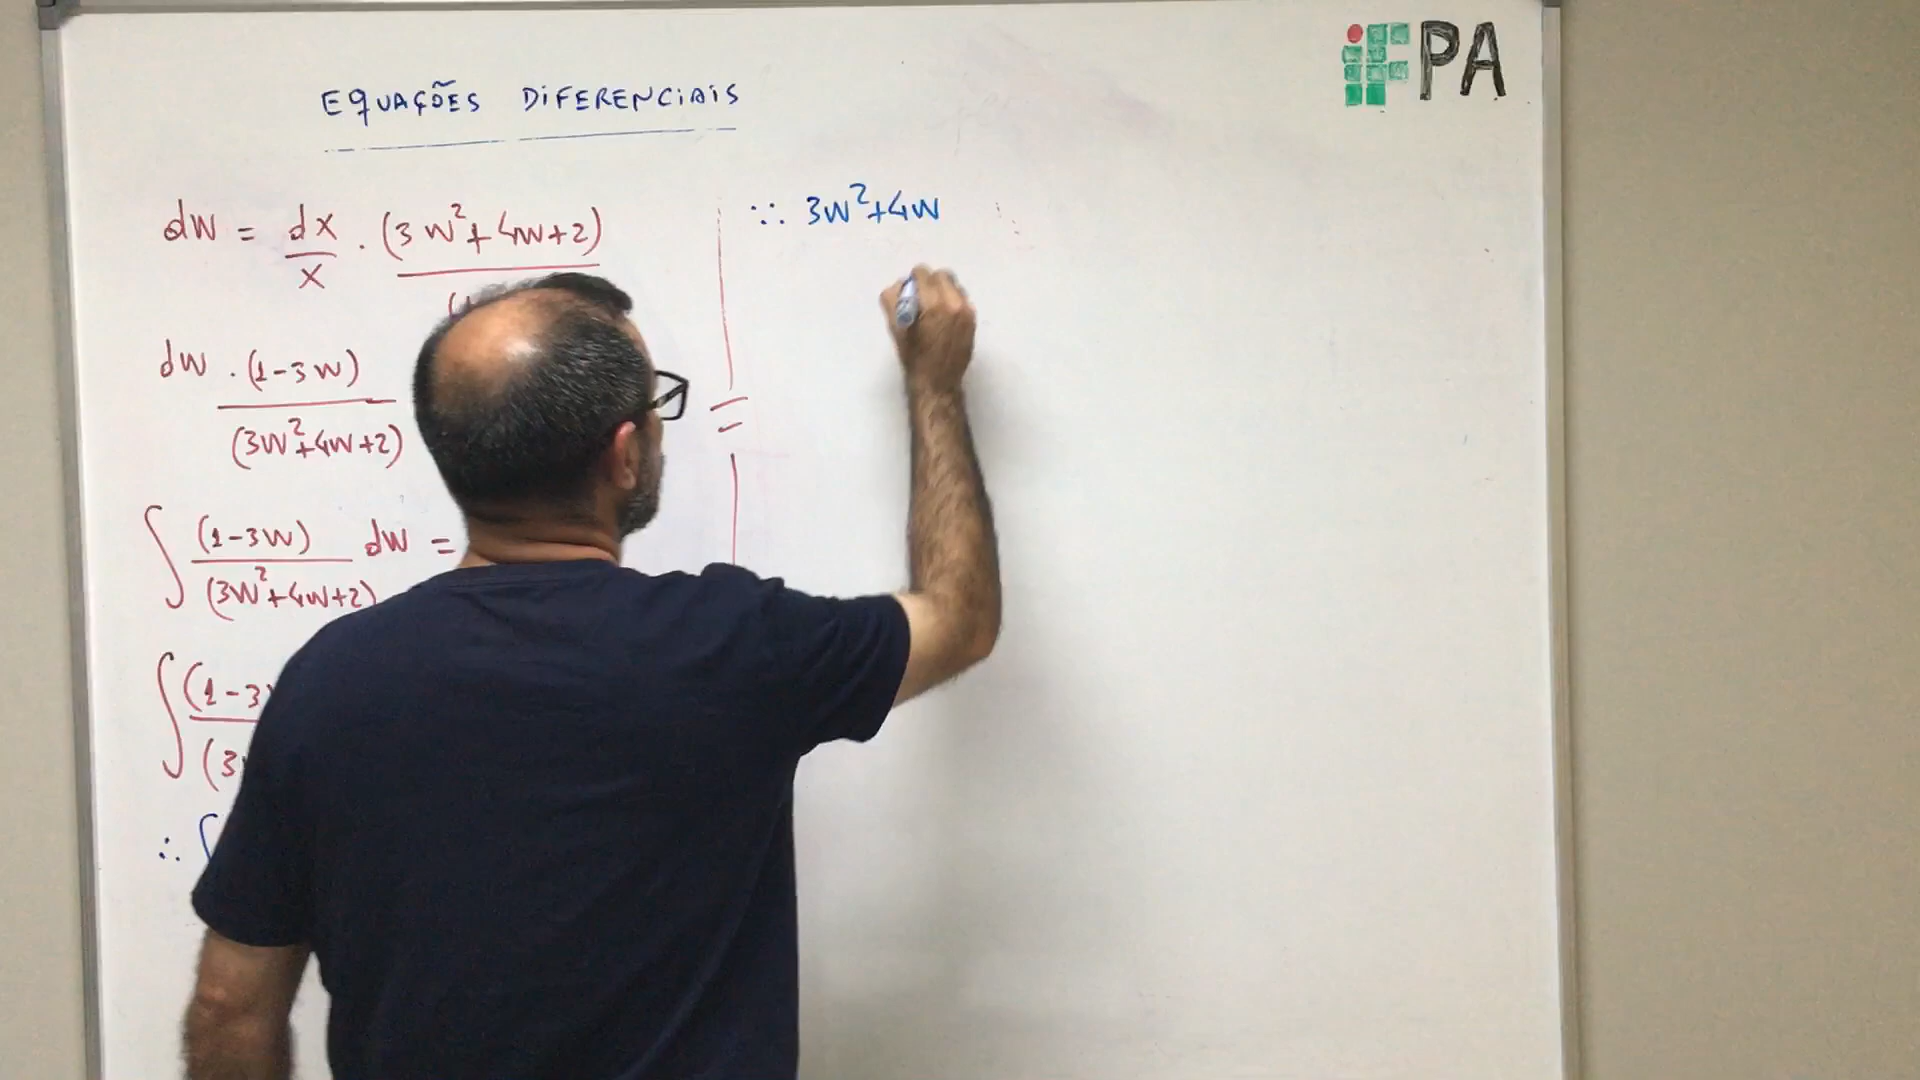 iFPA
EQUAÇÕES DIFERENCIAIS
dw = dx/x . (3w²+4w+2)
dw . (1-3w)/(3w²+4w+2)
∫ (1-3w)/(3w²+4w+2) dw =
∫ (1-3
(3
∴ ∫
∵ 3w²+4w